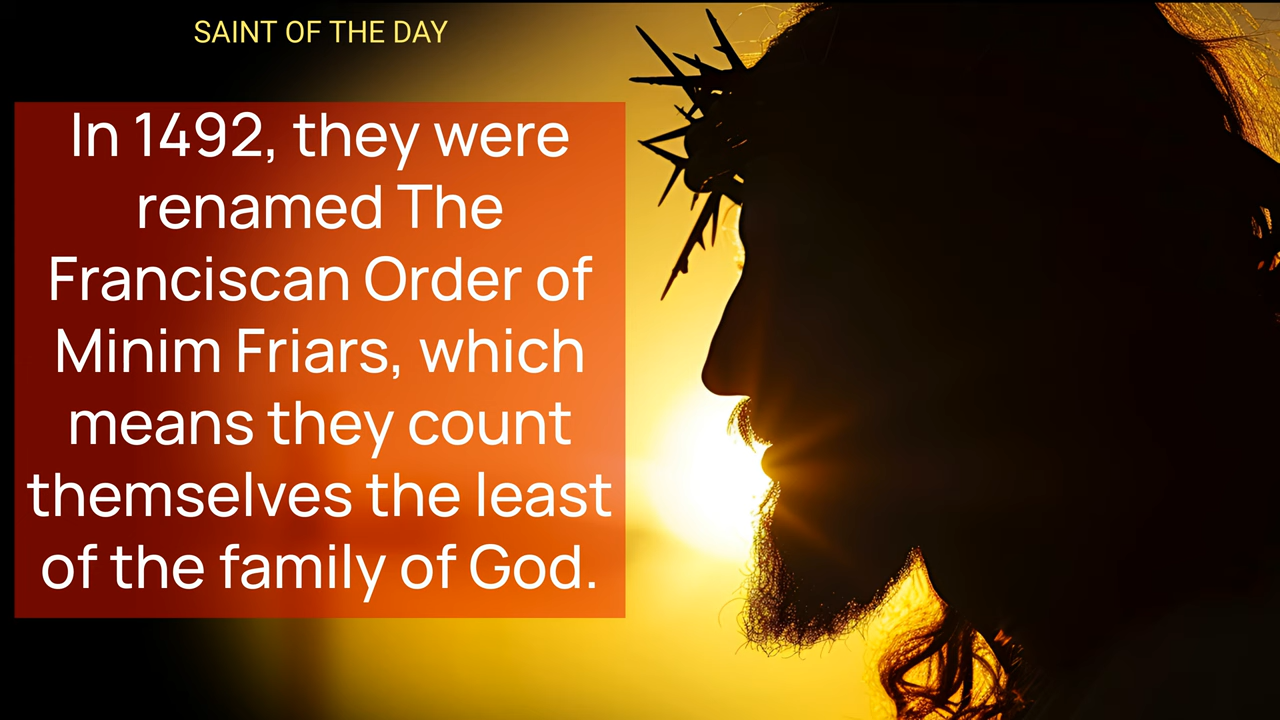 SAINT OF THE DAY
In 1492, they were
renamed The
Franciscan Order of
Minim Friars, which
means they count
themselves the least
of the family of God.